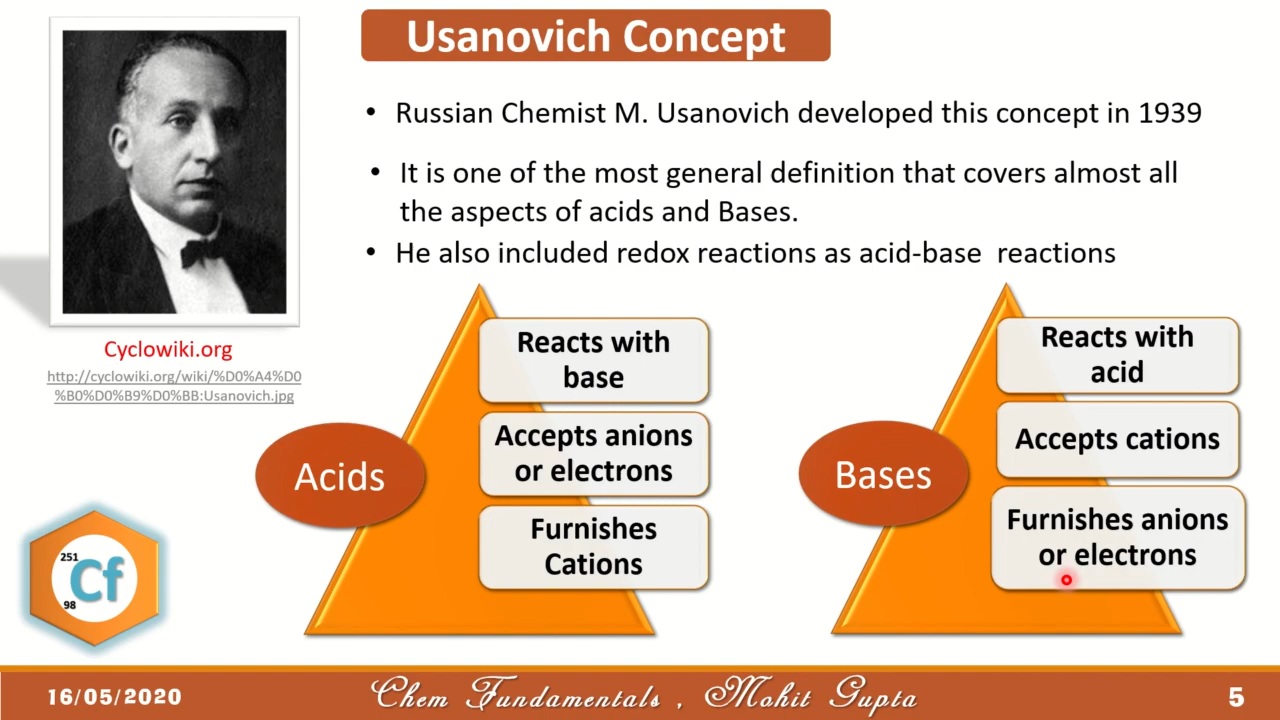 Usanovich Concept
• Russian Chemist M. Usanovich developed this concept in 1939
• It is one of the most general definition that covers almost all
the aspects of acids and Bases.
• He also included redox reactions as acid-base  reactions
Cyclowiki.org
http://cyclowiki.org/wiki/%D0%A4%D0
%B0%D0%B9%D0%BB:Usanovich.jpg
Acids
Reacts with
base
Accepts anions
or electrons
Furnishes
Cations
Bases
Reacts with
acid
Accepts cations
Furnishes anions
or electrons
251
Cf
98
16/05/2020
Chem Fundamentals , Mohit Gupta
5